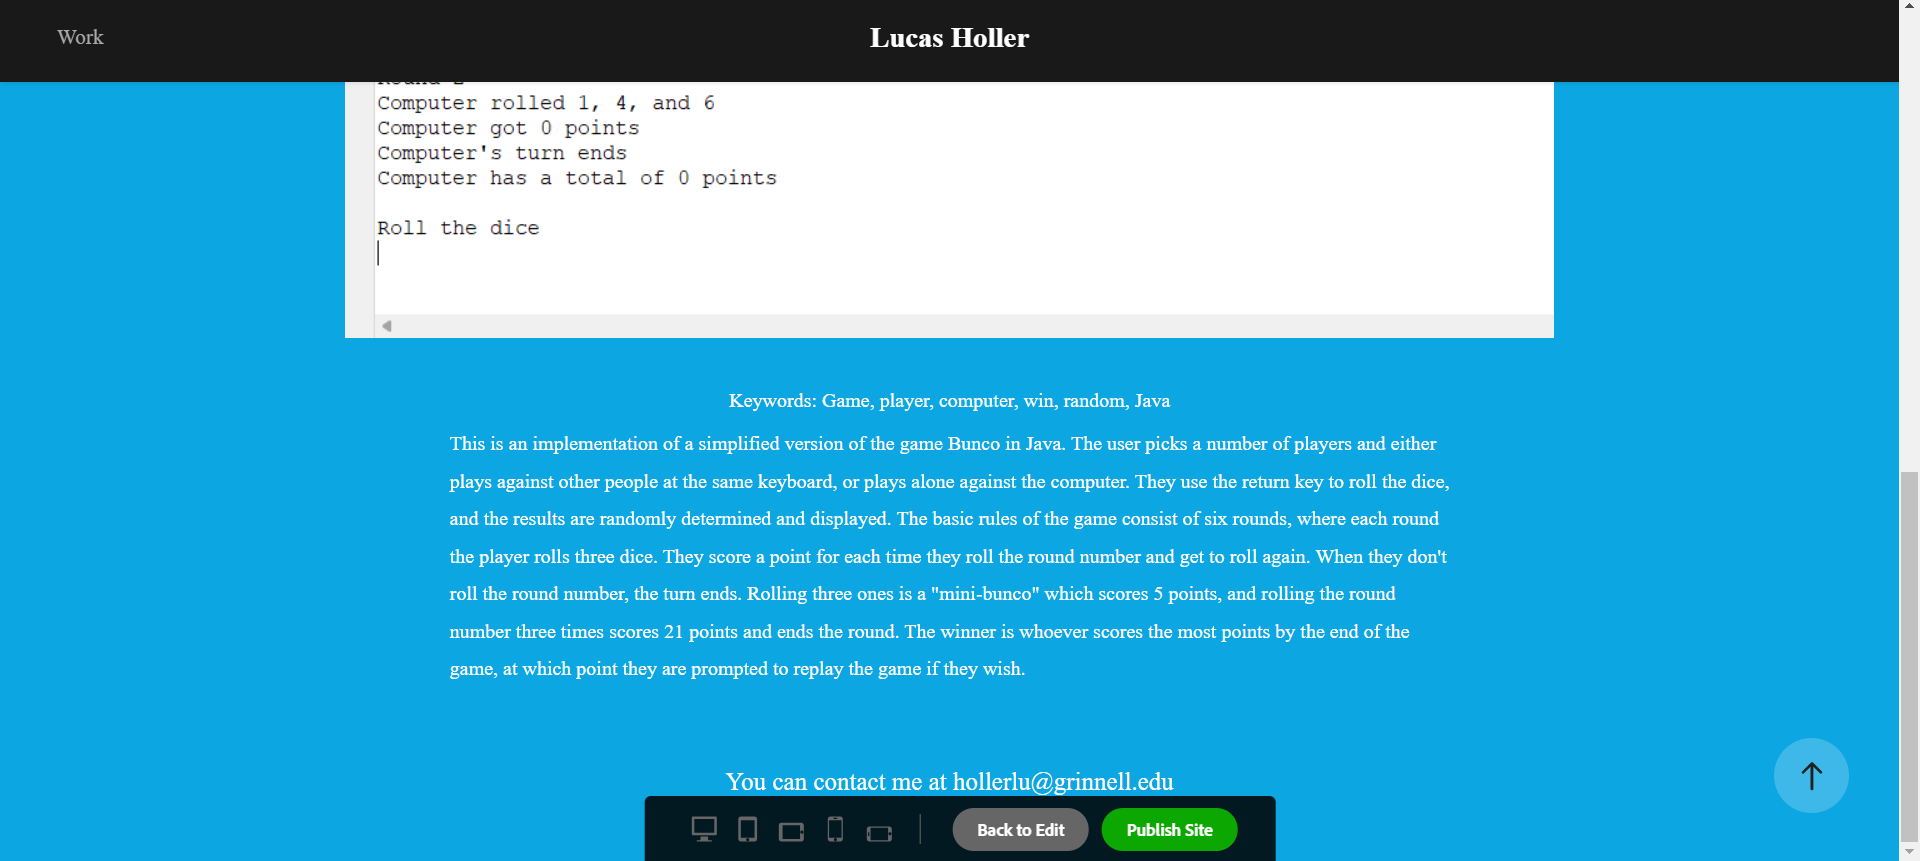 Work
Lucas Holler
Computer rolled 1, 4, and 6
Computer got 0 points
Computer's turn ends
Computer has a total of 0 points
Roll the dice
Keywords: Game, player, computer, win, random, Java
This is an implementation of a simplified version of the game Bunco in Java. The user picks a number of players and either
plays against other people at the same keyboard, or plays alone against the computer. They use the return key to roll the dice,
and the results are randomly determined and displayed. The basic rules of the game consist of six rounds, where each round
the player rolls three dice. They score a point for each time they roll the round number and get to roll again. When they don't
roll the round number, the turn ends. Rolling three ones is a "mini-bunco" which scores 5 points, and rolling the round
number three times scores 21 points and ends the round. The winner is whoever scores the most points by the end of the
game, at which point they are prompted to replay the game if they wish.
You can contact me at hollerlu@grinnell.edu
Back to Edit
Publish Site